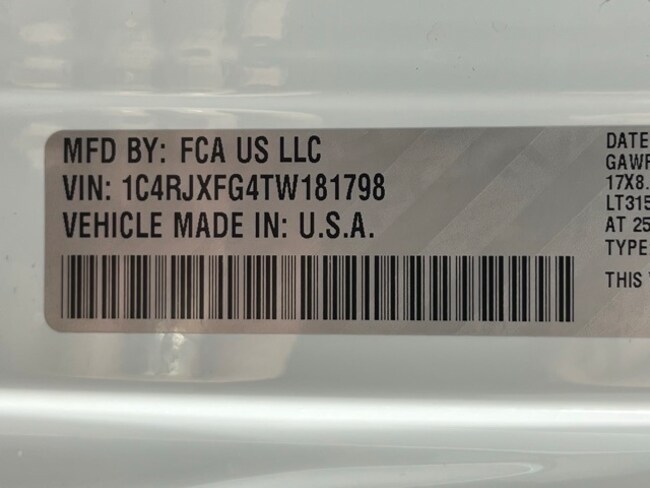 MFD BY: FCA US LLC
VIN: 1C4RJXFG4TW181798
VEHICLE MADE IN: U.S.A.
DATE
GAWR
17X8.
LT315
AT 25
TYPE
THIS